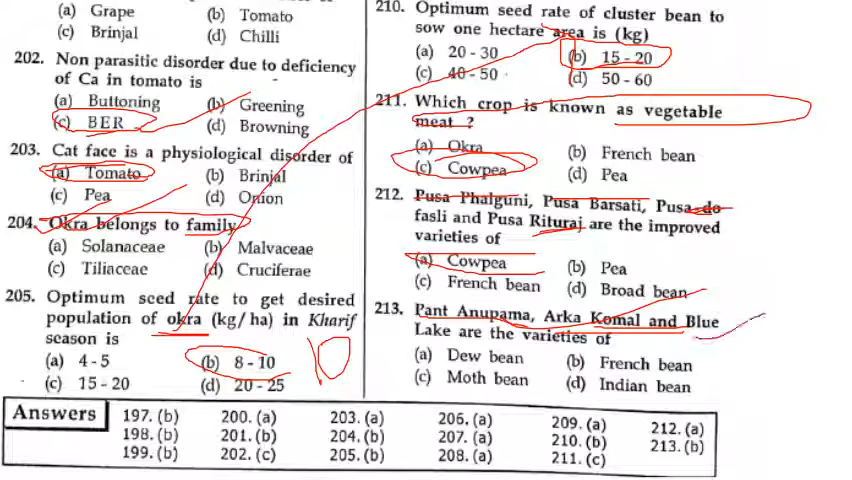 (a) Grape (b) Tomato
(c) Brinjal (d) Chilli
202. Non parasitic disorder due to deficiency
of Ca in tomato is
(a) Buttoning (b) Greening
(c) BER (d) Browning
203. Cat face is a physiological disorder of
(a) Tomato (b) Brinjal
(c) Pea (d) Onion
204. Okra belongs to family
(a) Solanaceae (b) Malvaceae
(c) Tiliaceae (d) Cruciferae
205. Optimum seed rate to get desired
population of okra (kg/ha) in Kharif
season is
(a) 4-5 (b) 8-10
(c) 15-20 (d) 20-25
10
210. Optimum seed rate of cluster bean to
sow one hectare area is (kg)
(a) 20-30 (b) 15-20
(c) 40-50 (d) 50-60
211. Which crop is known as vegetable
meat ?
(a) Okra (b) French bean
(c) Cowpea (d) Pea
212. Pusa Phalguni, Pusa Barsati, Pusa do
fasli and Pusa Rituraj are the improved
varieties of
(a) Cowpea (b) Pea
(c) French bean (d) Broad bean
213. Pant Anupama, Arka Komal and Blue
Lake are the varieties of
(a) Dew bean (b) French bean
(c) Moth bean (d) Indian bean
Answers
197. (b) 200. (a) 203. (a) 206. (a) 209. (a) 212. (a)
198. (b) 201. (b) 204. (b) 207. (a) 210. (b) 213. (b)
199. (b) 202. (c) 205. (b) 208. (a) 211. (c)